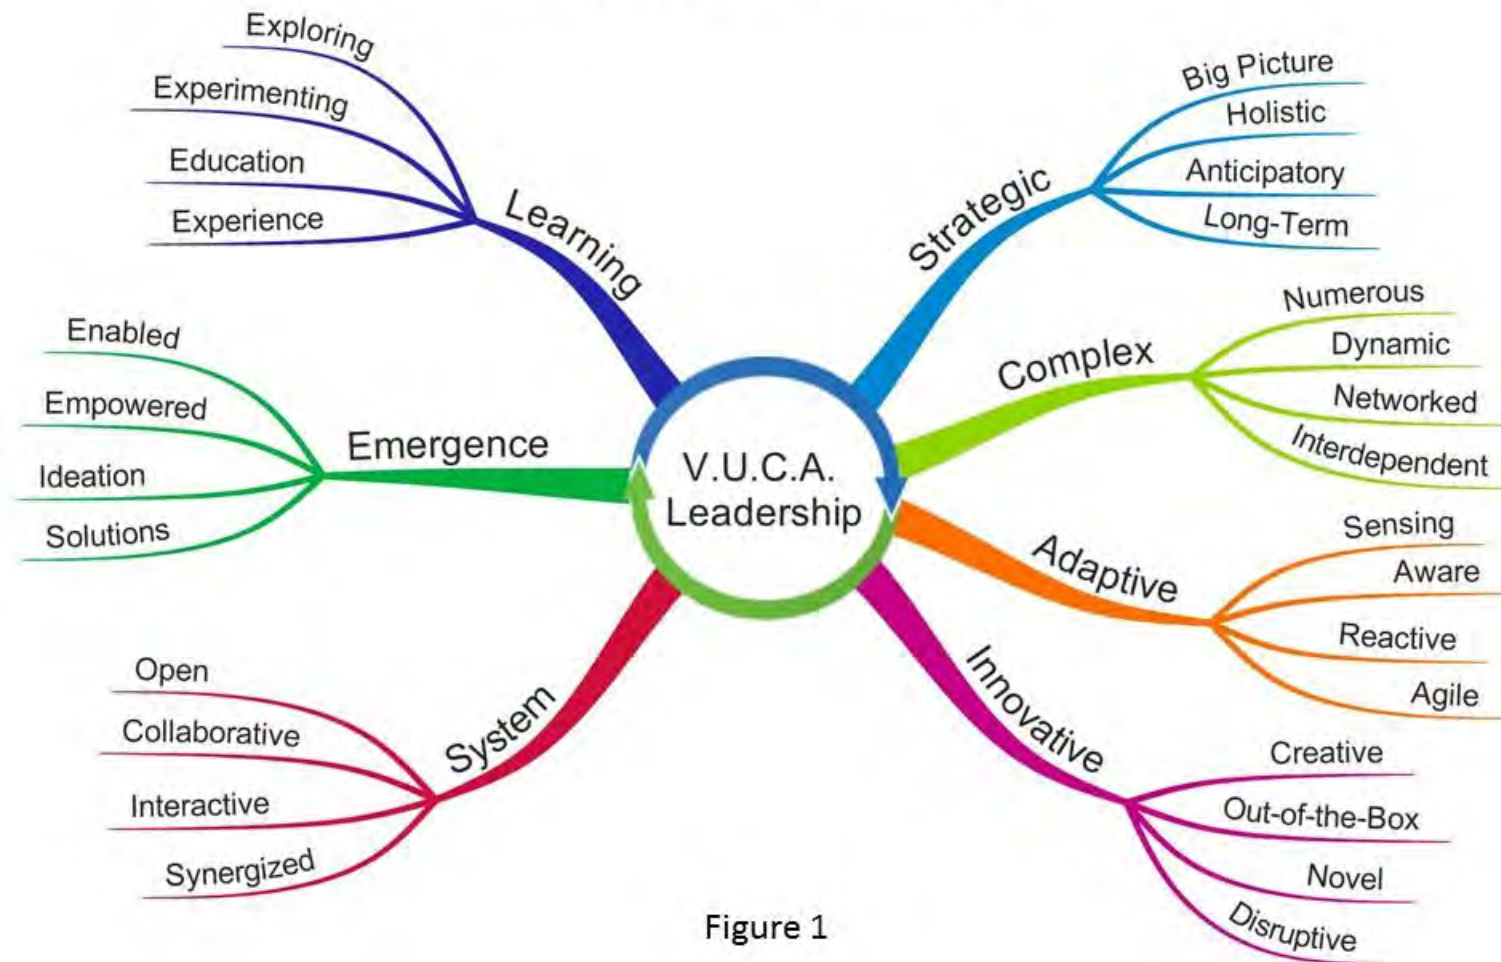 V.U.C.A.
Leadership
Strategic
Big Picture
Holistic
Anticipatory
Long-Term
Complex
Numerous
Dynamic
Networked
Interdependent
Adaptive
Sensing
Aware
Reactive
Agile
Innovative
Creative
Out-of-the-Box
Novel
Disruptive
System
Open
Collaborative
Interactive
Synergized
Emergence
Enabled
Empowered
Ideation
Solutions
Learning
Exploring
Experimenting
Education
Experience
Figure 1